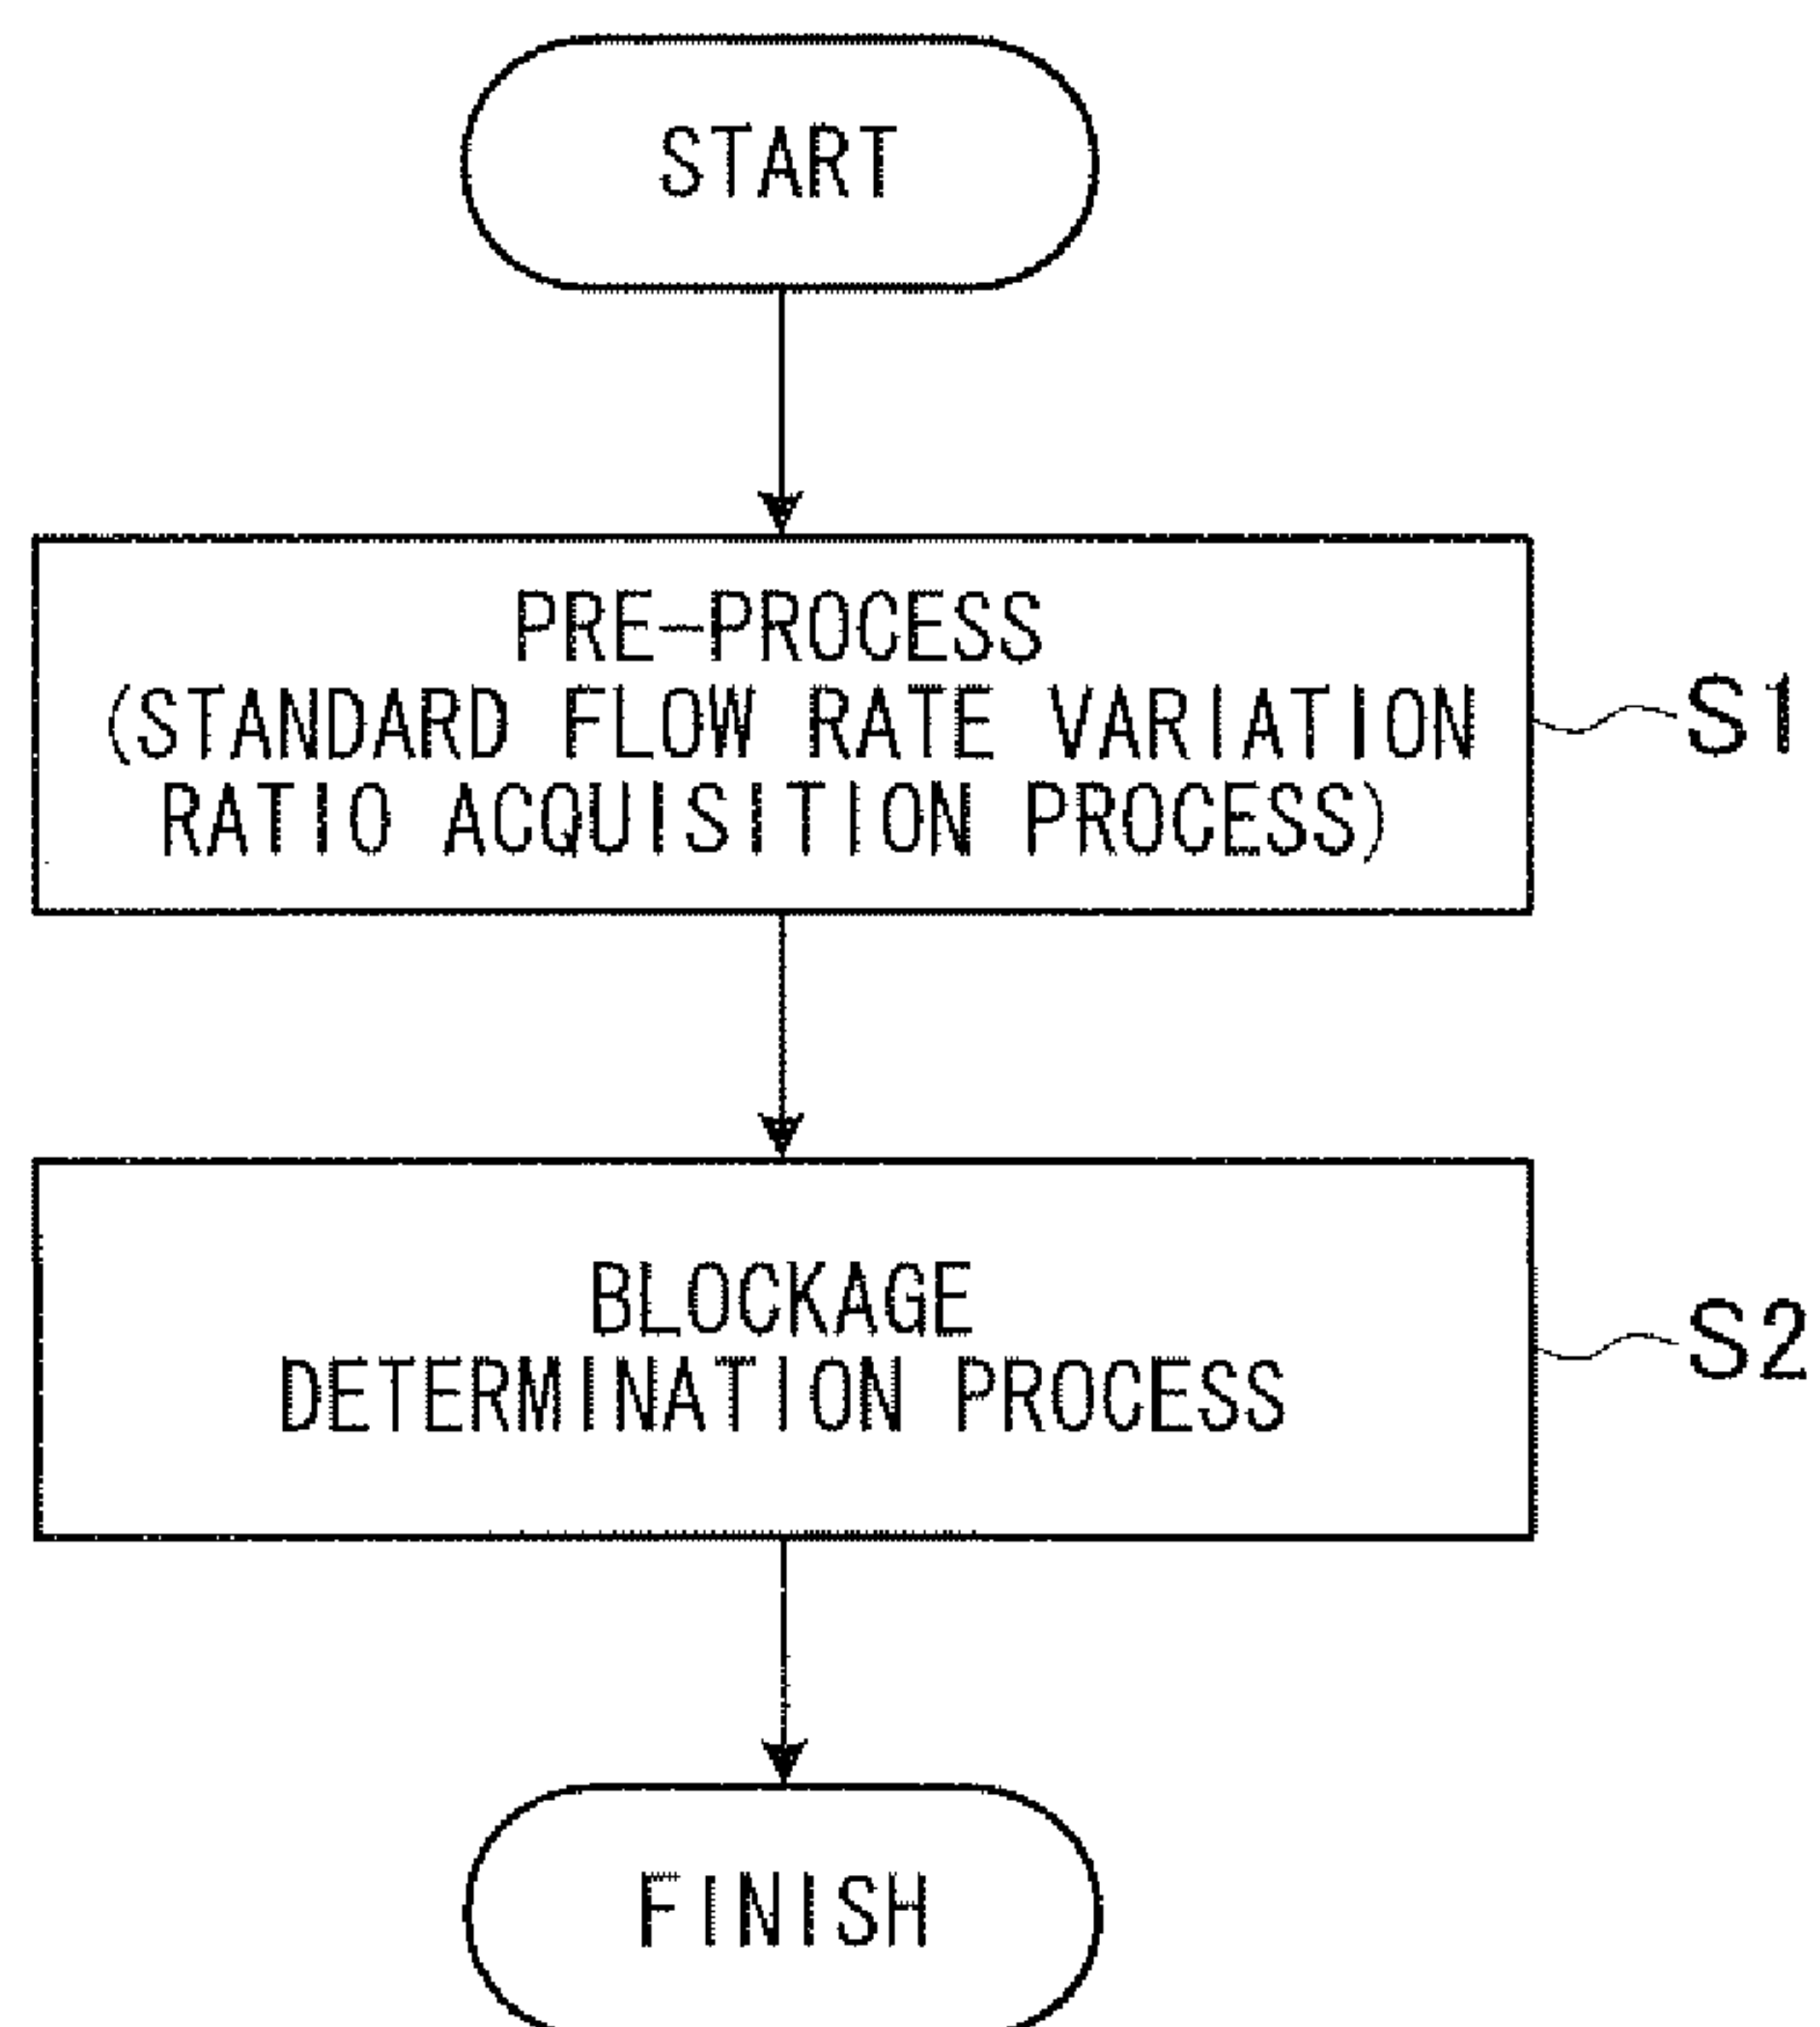 START
PRE-PROCESS
(STANDARD FLOW RATE VARIATION
RATIO ACQUISITION PROCESS)
S1
BLOCKAGE
DETERMINATION PROCESS
S2
FINISH